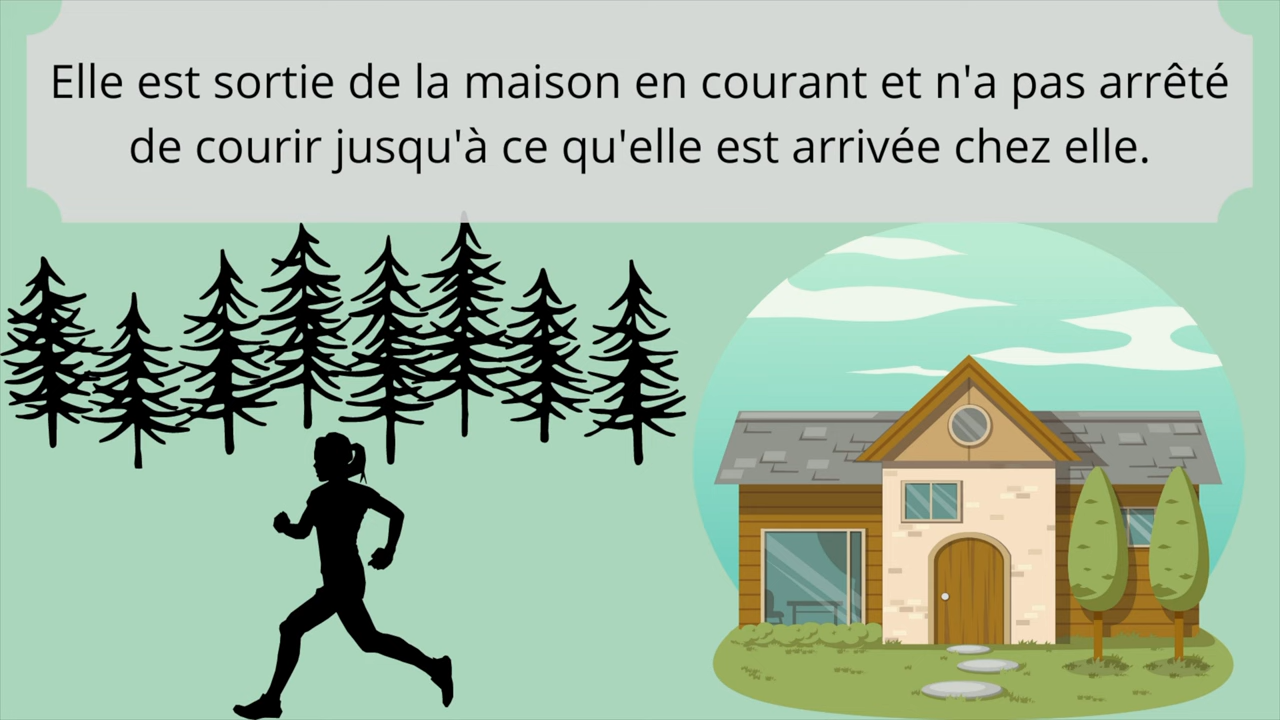 Elle est sortie de la maison en courant et n'a pas arrêté
de courir jusqu'à ce qu'elle est arrivée chez elle.